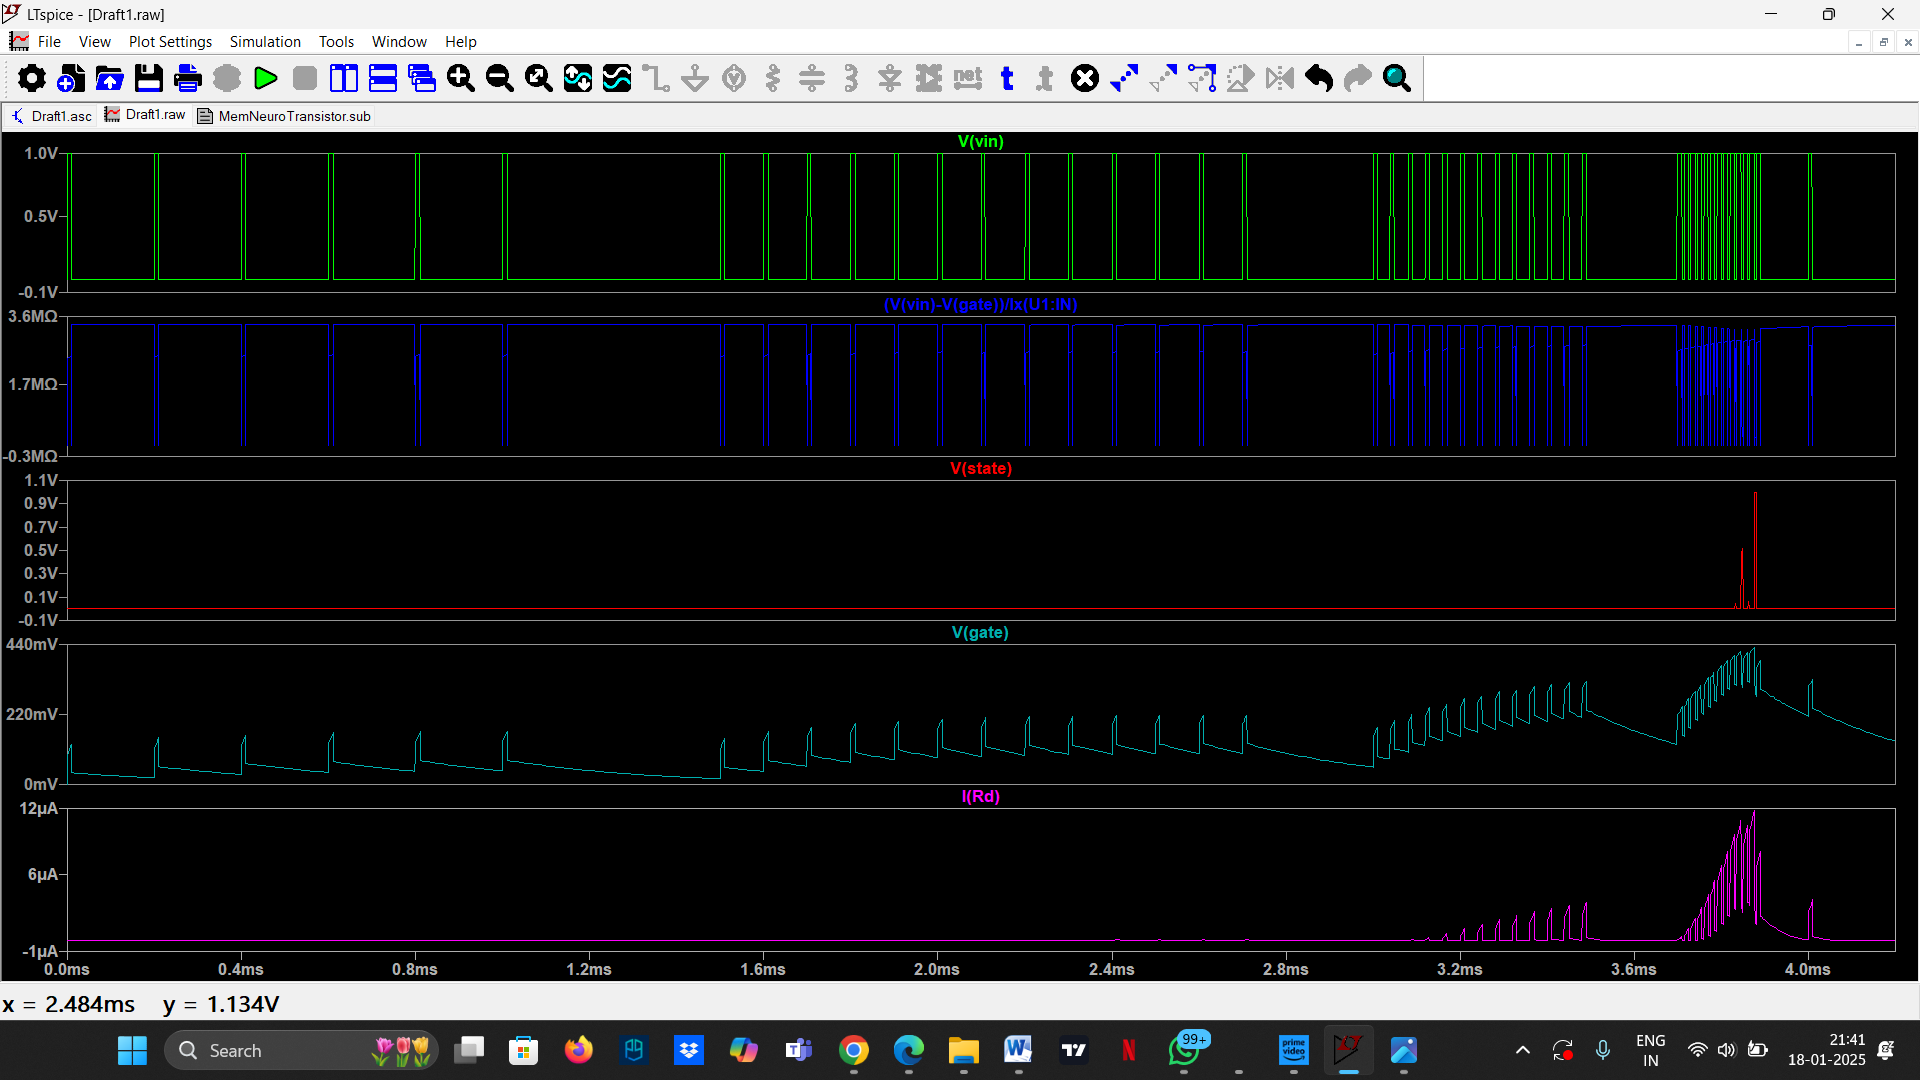 LTspice - [Draft1.raw]
File View Plot Settings Simulation Tools Window Help
net t .t
Draft1.asc Draft1.raw MemNeuroTransistor.sub
V(vin)
1.0V
0.5V
-0.1V
(V(vin)-V(gate))/Ix(U1:IN)
3.6MΩ
1.7MΩ
-0.3MΩ
V(state)
1.1V
0.9V
0.7V
0.5V
0.3V
0.1V
-0.1V
V(gate)
440mV
220mV
0mV
I(Rd)
12µA
6µA
-1µA
0.0ms 0.4ms 0.8ms 1.2ms 1.6ms 2.0ms 2.4ms 2.8ms 3.2ms 3.6ms 4.0ms
x = 2.484ms y = 1.134V
Search
99+
prime video
ENG
IN
21:41
18-01-2025